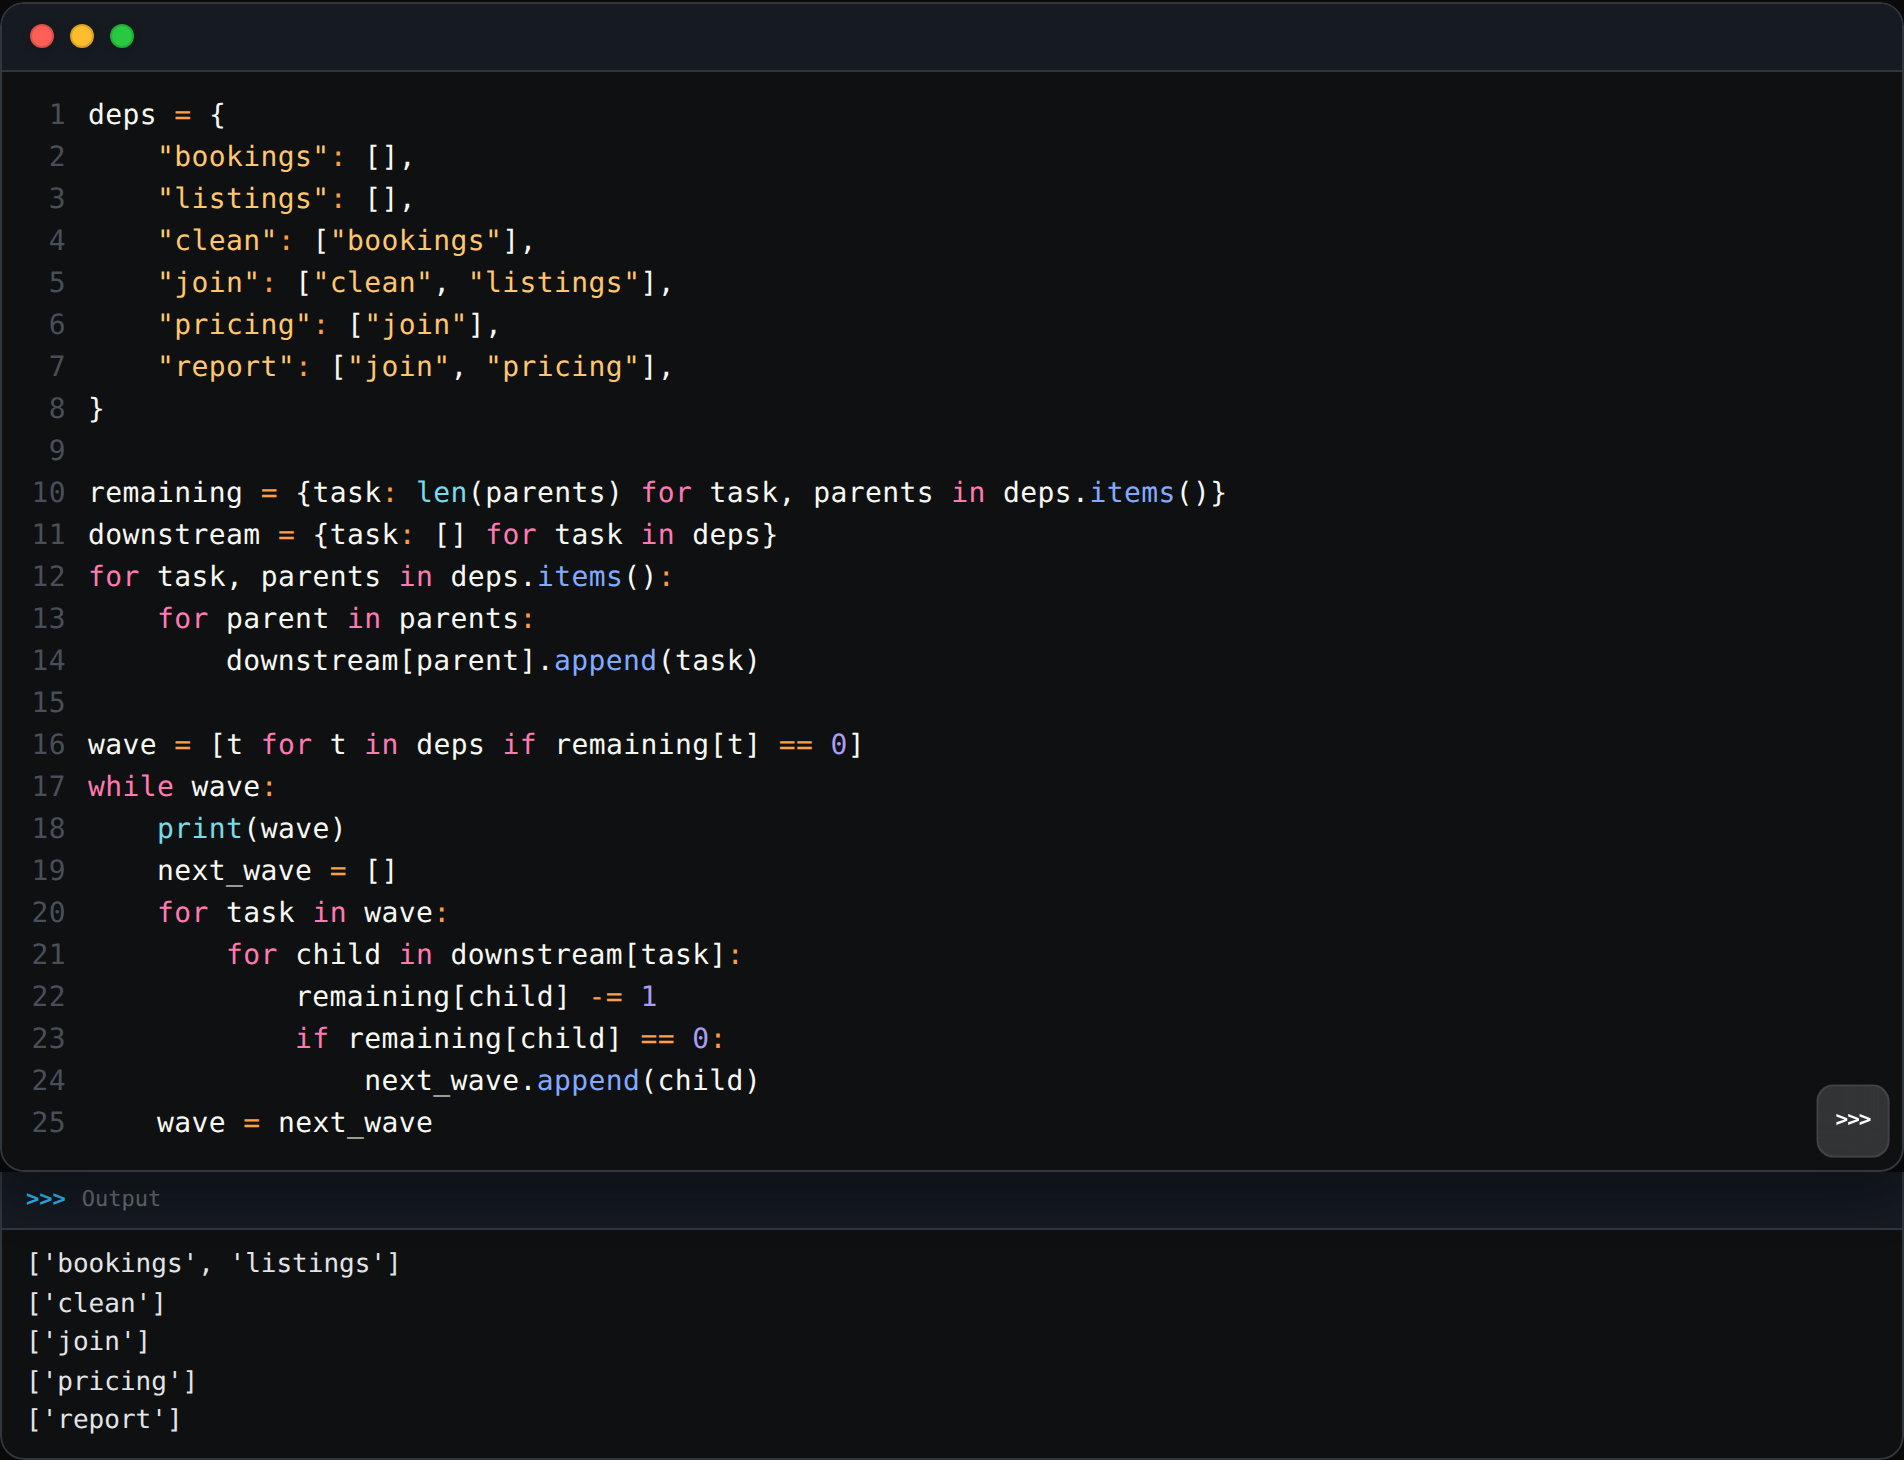 1 deps = {
2     "bookings": [],
3     "listings": [],
4     "clean": ["bookings"],
5     "join": ["clean", "listings"],
6     "pricing": ["join"],
7     "report": ["join", "pricing"],
8 }
9
10 remaining = {task: len(parents) for task, parents in deps.items()}
11 downstream = {task: [] for task in deps}
12 for task, parents in deps.items():
13     for parent in parents:
14         downstream[parent].append(task)
15
16 wave = [t for t in deps if remaining[t] == 0]
17 while wave:
18     print(wave)
19     next_wave = []
20     for task in wave:
21         for child in downstream[task]:
22             remaining[child] -= 1
23             if remaining[child] == 0:
24                 next_wave.append(child)
25     wave = next_wave
>>>
>>> Output
['bookings', 'listings']
['clean']
['join']
['pricing']
['report']